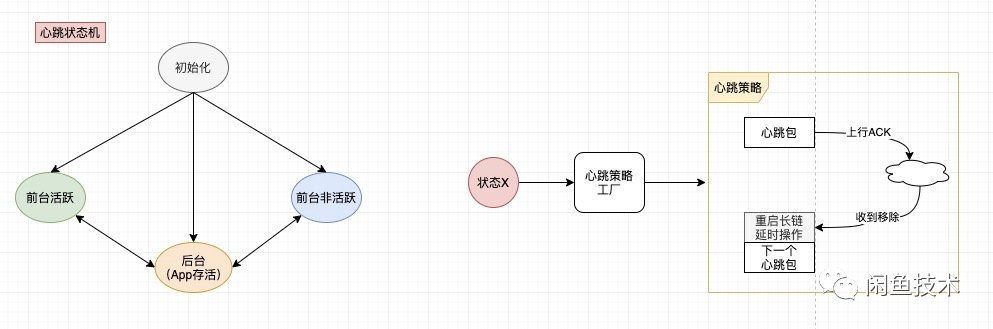 心跳状态机
初始化
前台活跃
前台非活跃
后台
(App存活)
状态X
心跳策略
工厂
心跳策略
心跳包
上行ACK
收到移除
重启长链
延时操作
下一个
心跳包
闲鱼技术